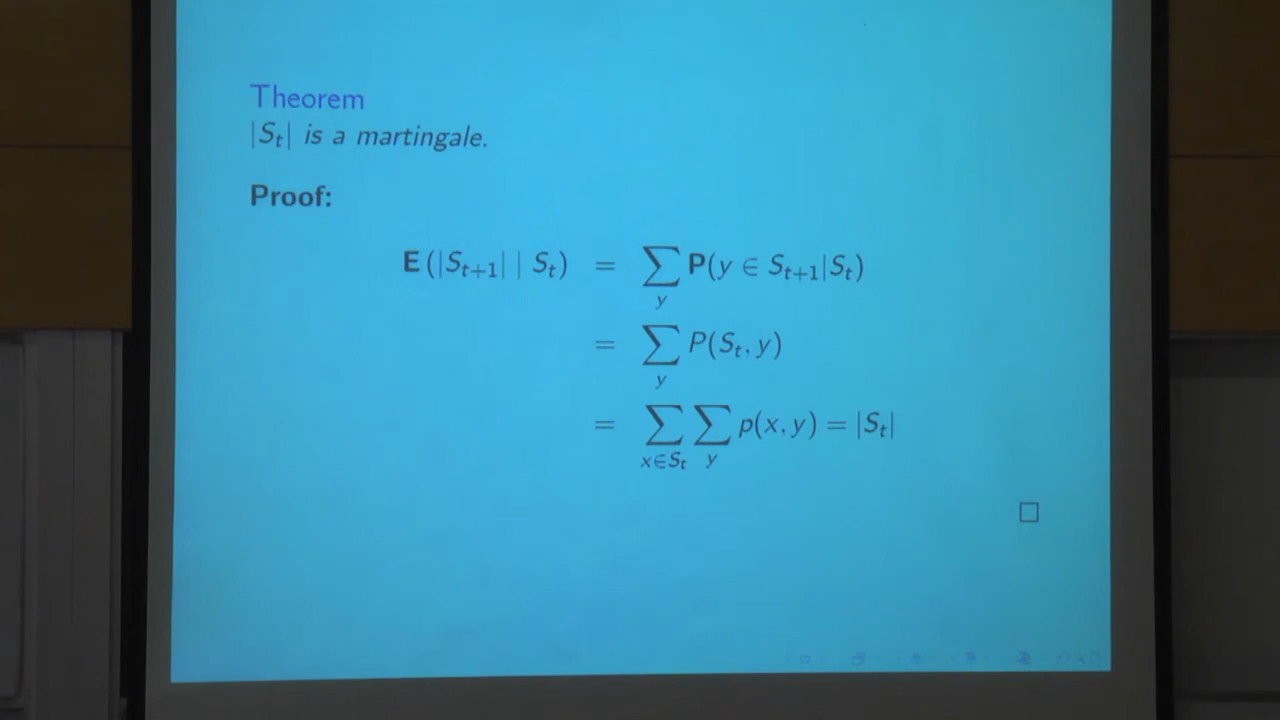 Theorem
|S_t| is a martingale.
Proof:
E(|S_{t+1}| | S_t) = ∑_y P(y ∈ S_{t+1}|S_t)
= ∑_y P(S_t, y)
= ∑_{x∈S_t} ∑_y p(x, y) = |S_t|
□